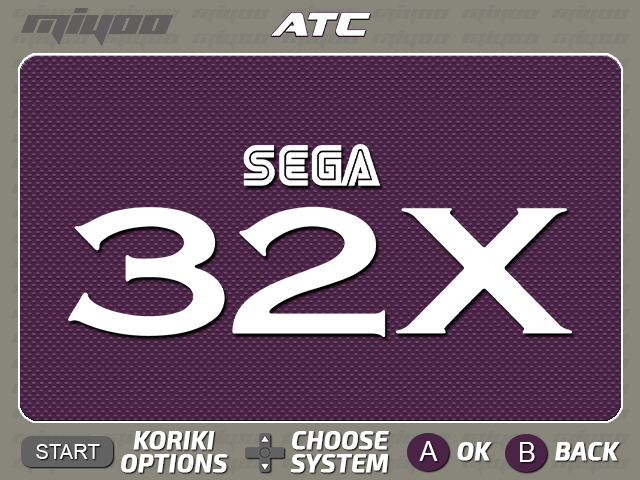 miyoo
ATC
SEGA
32X
START
KORIKI
OPTIONS
CHOOSE
SYSTEM
A
OK
B
BACK